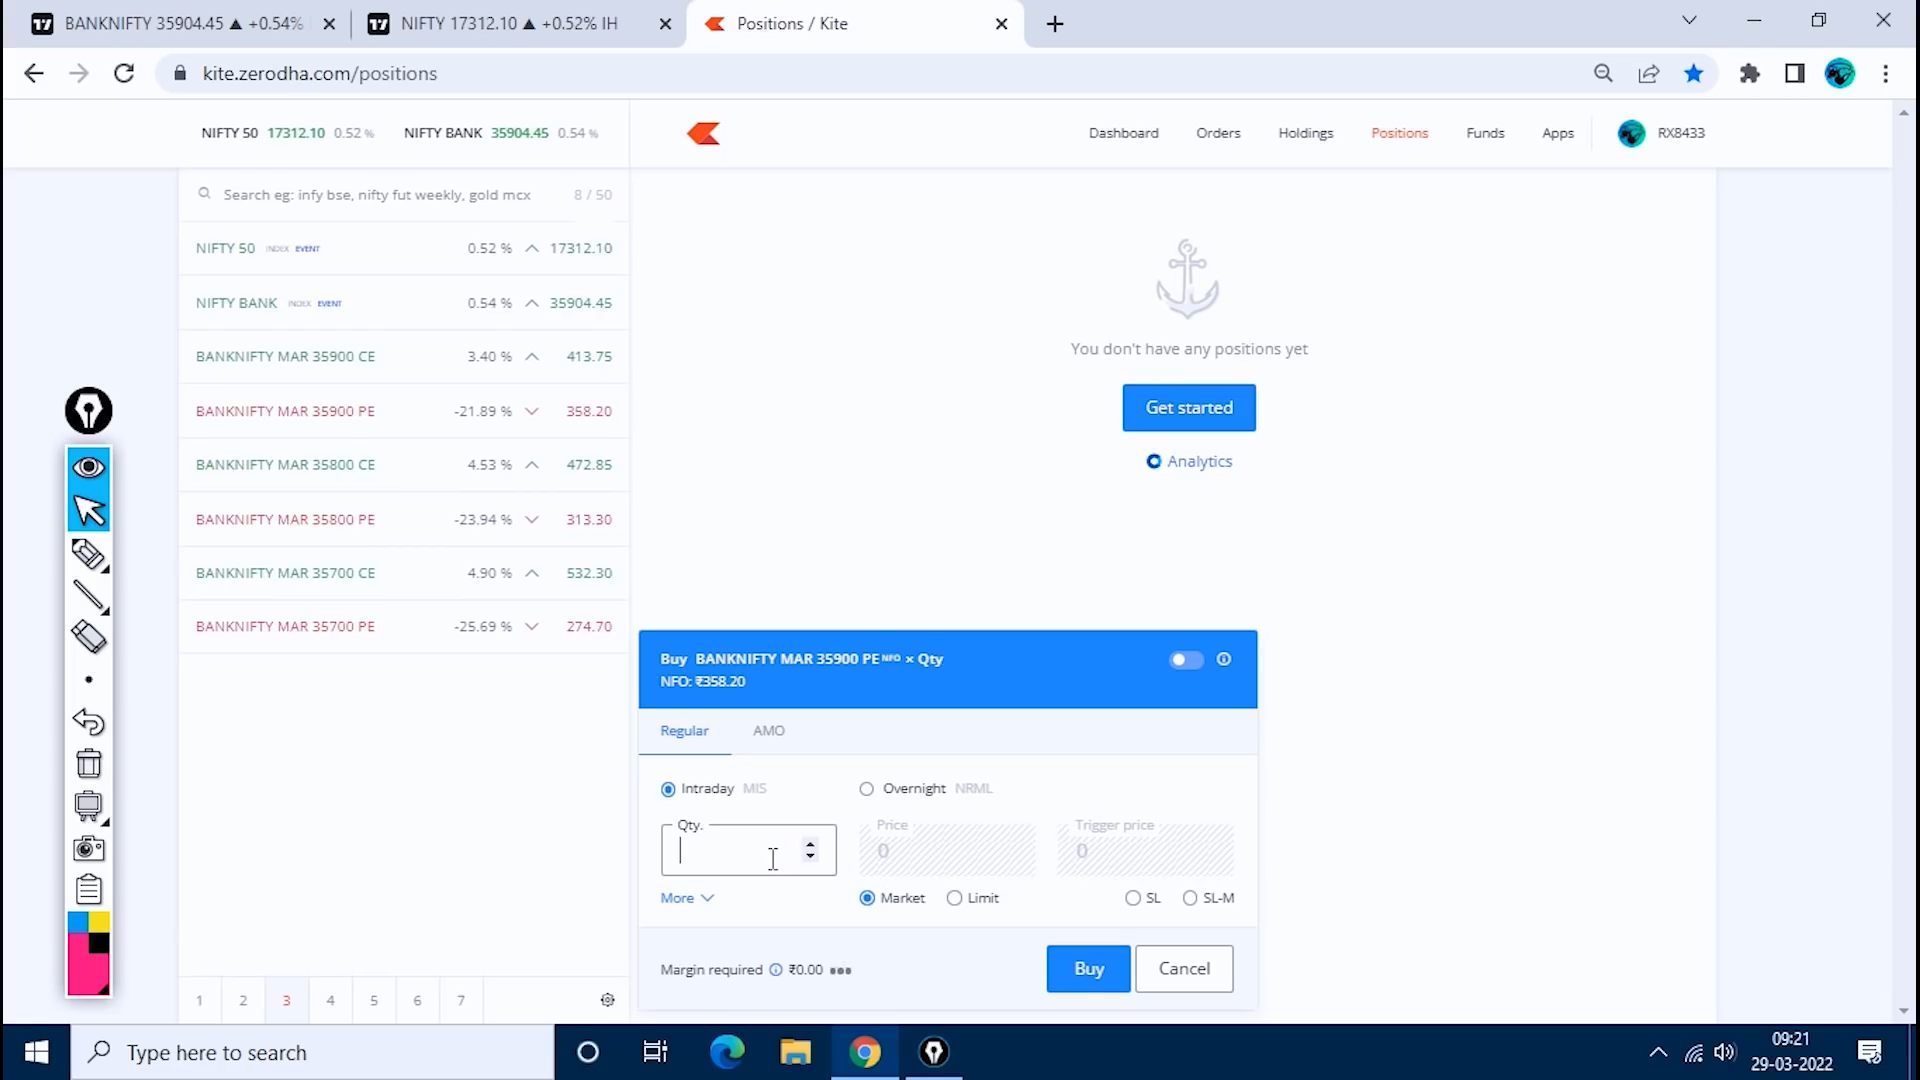 BANKNIFTY 35904.45 ▲ +0.54%
NIFTY 17312.10 ▲ +0.52% IH
Positions / Kite
kite.zerodha.com/positions
NIFTY 50 17312.10 0.52 % NIFTY BANK 35904.45 0.54 %
Dashboard Orders Holdings Positions Funds Apps RX8433
Search eg: infy bse, nifty fut weekly, gold mcx 8 / 50
NIFTY 50 INDEX EVENT 0.52 % 17312.10
NIFTY BANK INDEX EVENT 0.54 % 35904.45
BANKNIFTY MAR 35900 CE 3.40 % 413.75
BANKNIFTY MAR 35900 PE -21.89 % 358.20
BANKNIFTY MAR 35800 CE 4.53 % 472.85
BANKNIFTY MAR 35800 PE -23.94 % 313.30
BANKNIFTY MAR 35700 CE 4.90 % 532.30
BANKNIFTY MAR 35700 PE -25.69 % 274.70
1 2 3 4 5 6 7
You don't have any positions yet
Get started
Analytics
Buy BANKNIFTY MAR 35900 PE NFO × Qty
NFO: ₹358.20
Regular AMO
Intraday MIS Overnight NRML
Qty. Price Trigger price
0 0
More Market Limit SL SL-M
Margin required ₹0.00 Buy Cancel
Type here to search
09:21
29-03-2022